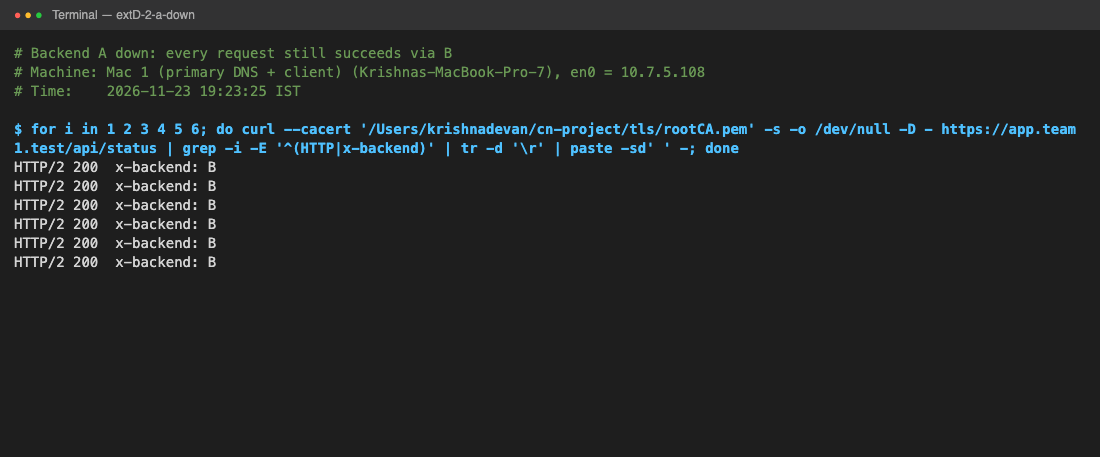 Terminal — extD-2-a-down
# Backend A down: every request still succeeds via B
# Machine: Mac 1 (primary DNS + client) (Krishnas-MacBook-Pro-7), en0 = 10.7.5.108
# Time:    2026-11-23 19:23:25 IST
$ for i in 1 2 3 4 5 6; do curl --cacert '/Users/krishnadevan/cn-project/tls/rootCA.pem' -s -o /dev/null -D - https://app.team
1.test/api/status | grep -i -E '^(HTTP|x-backend)' | tr -d '\r' | paste -sd' ' -; done
HTTP/2 200  x-backend: B
HTTP/2 200  x-backend: B
HTTP/2 200  x-backend: B
HTTP/2 200  x-backend: B
HTTP/2 200  x-backend: B
HTTP/2 200  x-backend: B